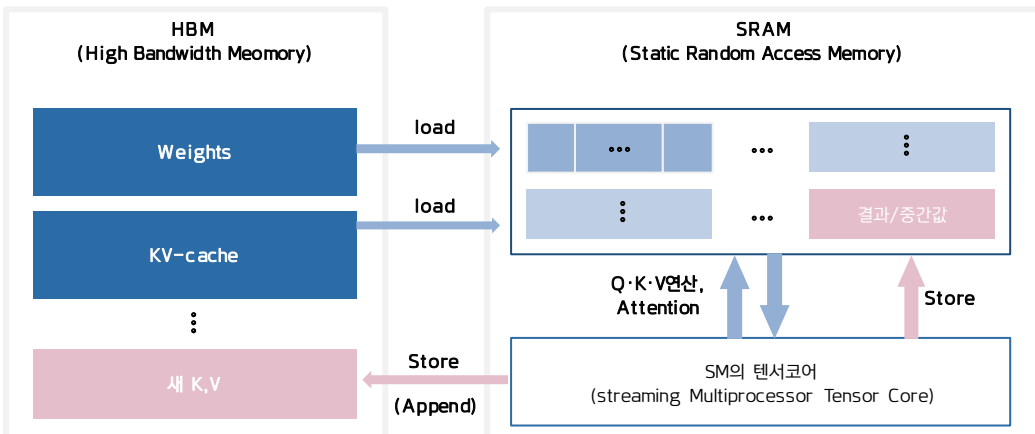 HBM
(High Bandwidth Meomory)
Weights
KV-cache
새 K,V
load
load
Store
(Append)
SRAM
(Static Random Access Memory)
...
...
...
결과/중간값
Q·K·V연산,
Attention
Store
SM의 텐서코어
(streaming Multiprocessor Tensor Core)